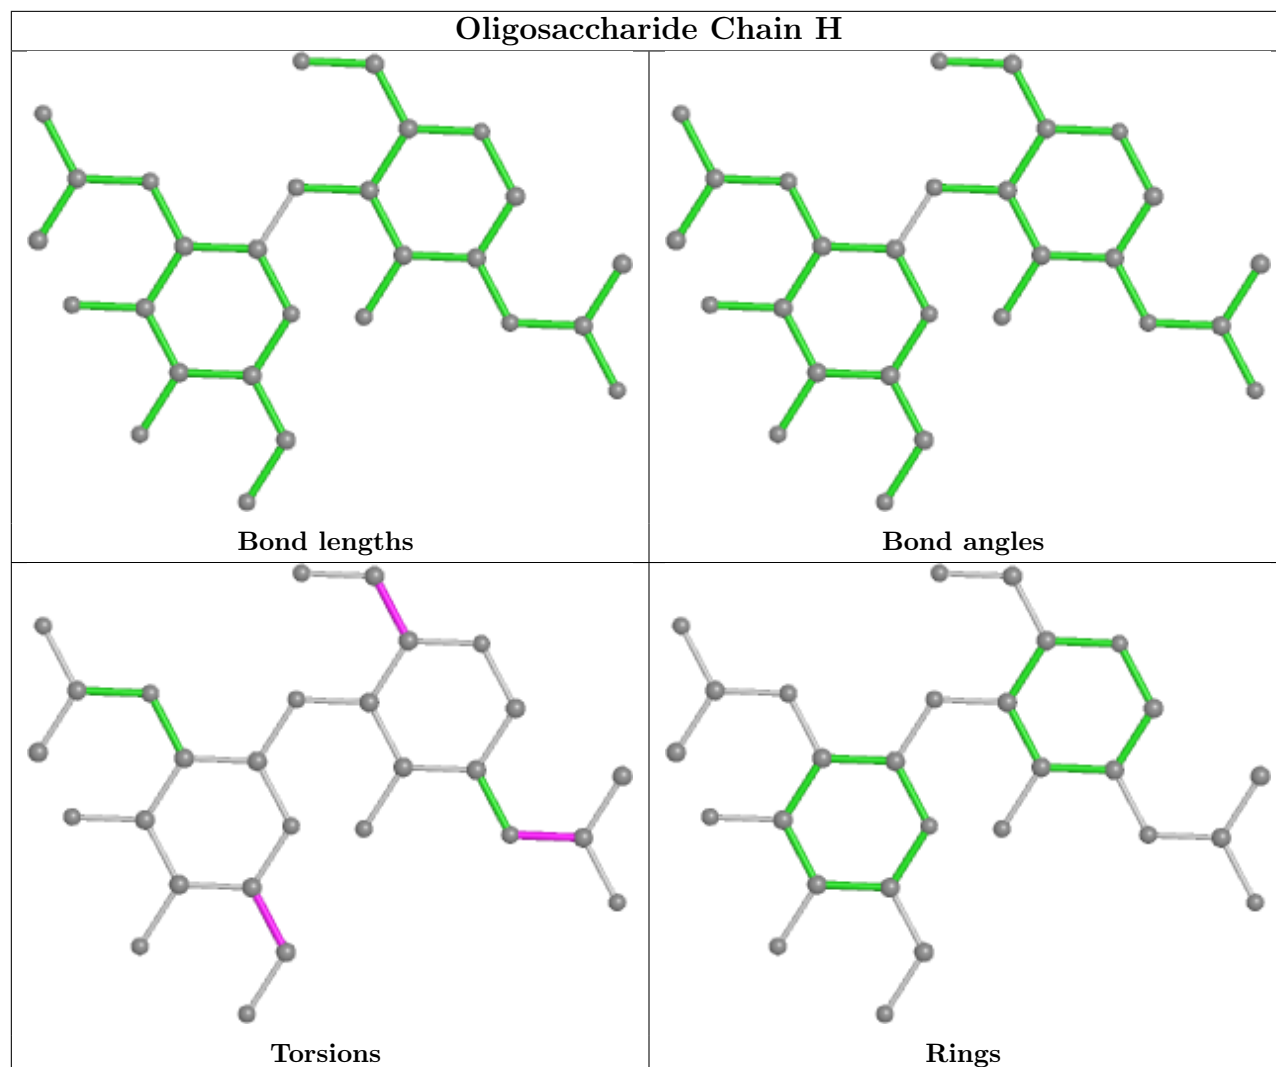 Oligosaccharide Chain H
Bond lengths
Bond angles
Torsions
Rings